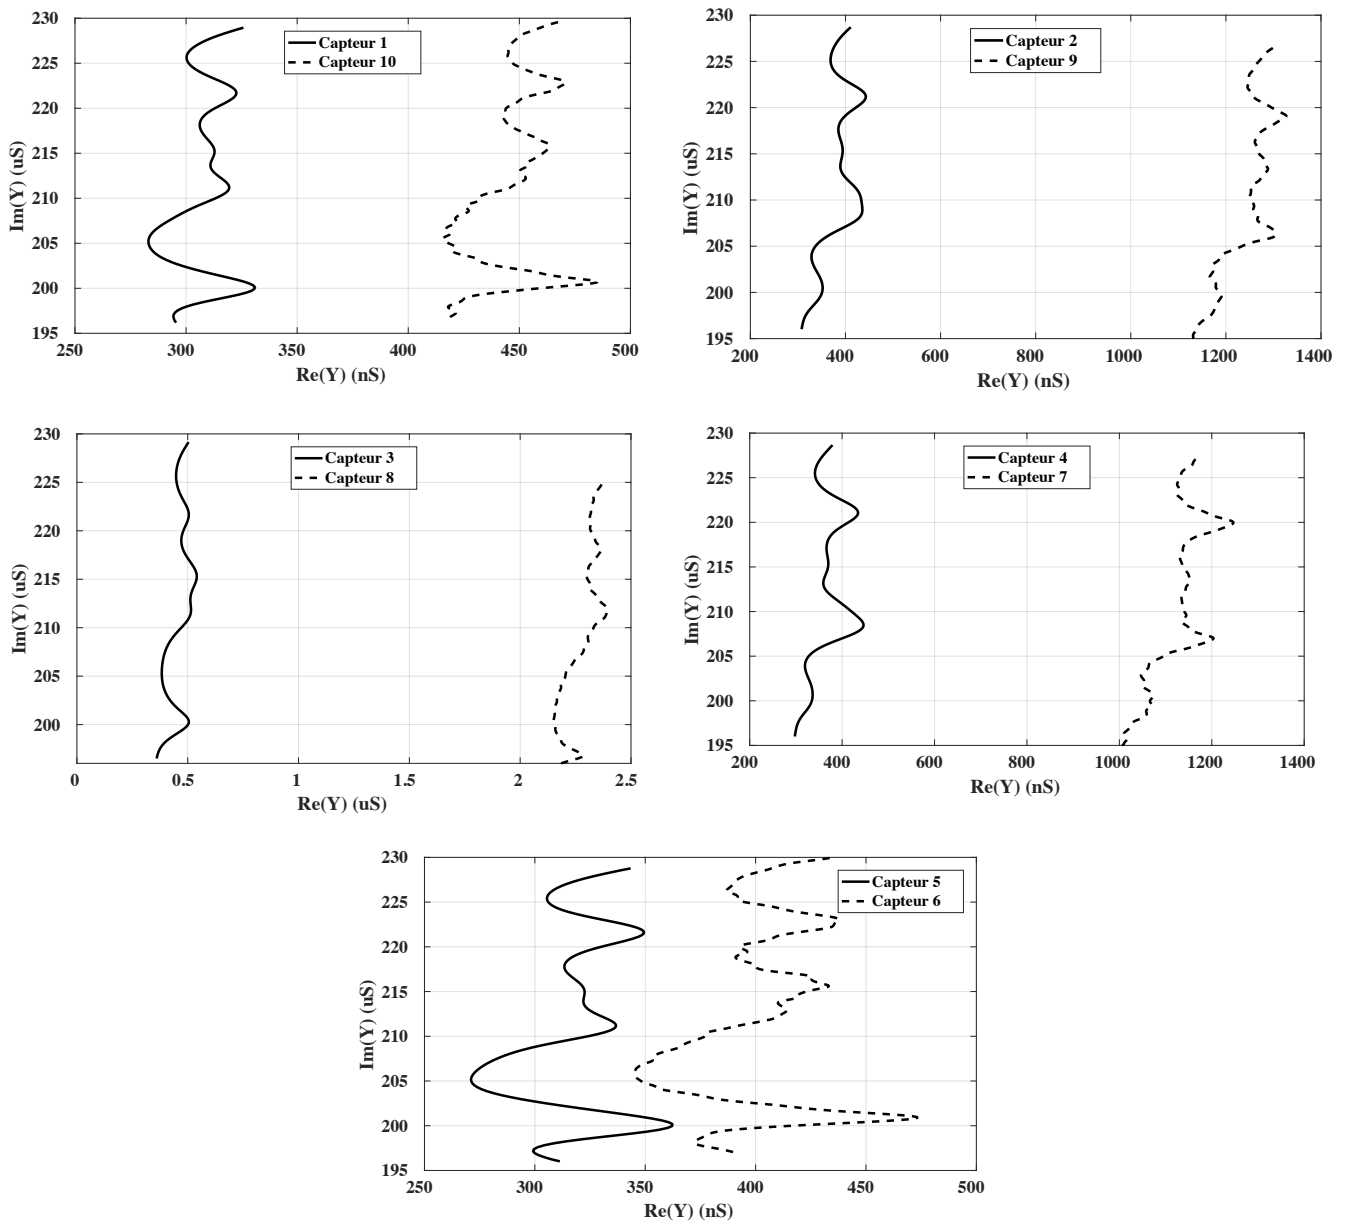 230
225
220
215
210
205
200
195
250 300 350 400 450 500
Im(Y) (uS)
Re(Y) (nS)
Capteur 1
Capteur 10
230
225
220
215
210
205
200
195
200 400 600 800 1000 1200 1400
Im(Y) (uS)
Re(Y) (nS)
Capteur 2
Capteur 9
230
225
220
215
210
205
200
0 0.5 1 1.5 2 2.5
Im(Y) (uS)
Re(Y) (uS)
Capteur 3
Capteur 8
230
225
220
215
210
205
200
195
200 400 600 800 1000 1200 1400
Im(Y) (uS)
Re(Y) (nS)
Capteur 4
Capteur 7
230
225
220
215
210
205
200
195
250 300 350 400 450 500
Im(Y) (uS)
Re(Y) (nS)
Capteur 5
Capteur 6